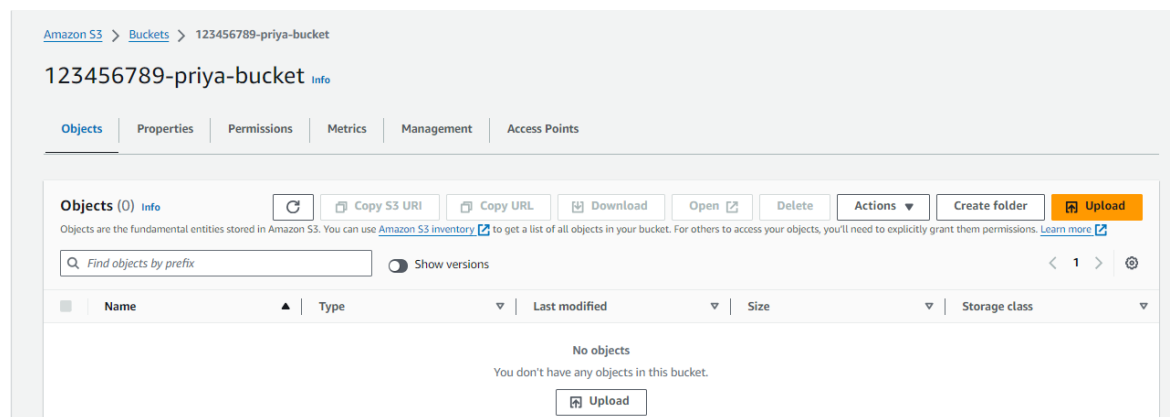 Amazon S3 > Buckets > 123456789-priya-bucket
123456789-priya-bucket Info
Objects Properties Permissions Metrics Management Access Points
Objects (0) Info Copy S3 URI Copy URL Download Open Delete Actions Create folder Upload
Objects are the fundamental entities stored in Amazon S3. You can use Amazon S3 inventory to get a list of all objects in your bucket. For others to access your objects, you'll need to explicitly grant them permissions. Learn more
Find objects by prefix Show versions < 1 >
Name Type Last modified Size Storage class
No objects
You don't have any objects in this bucket.
Upload